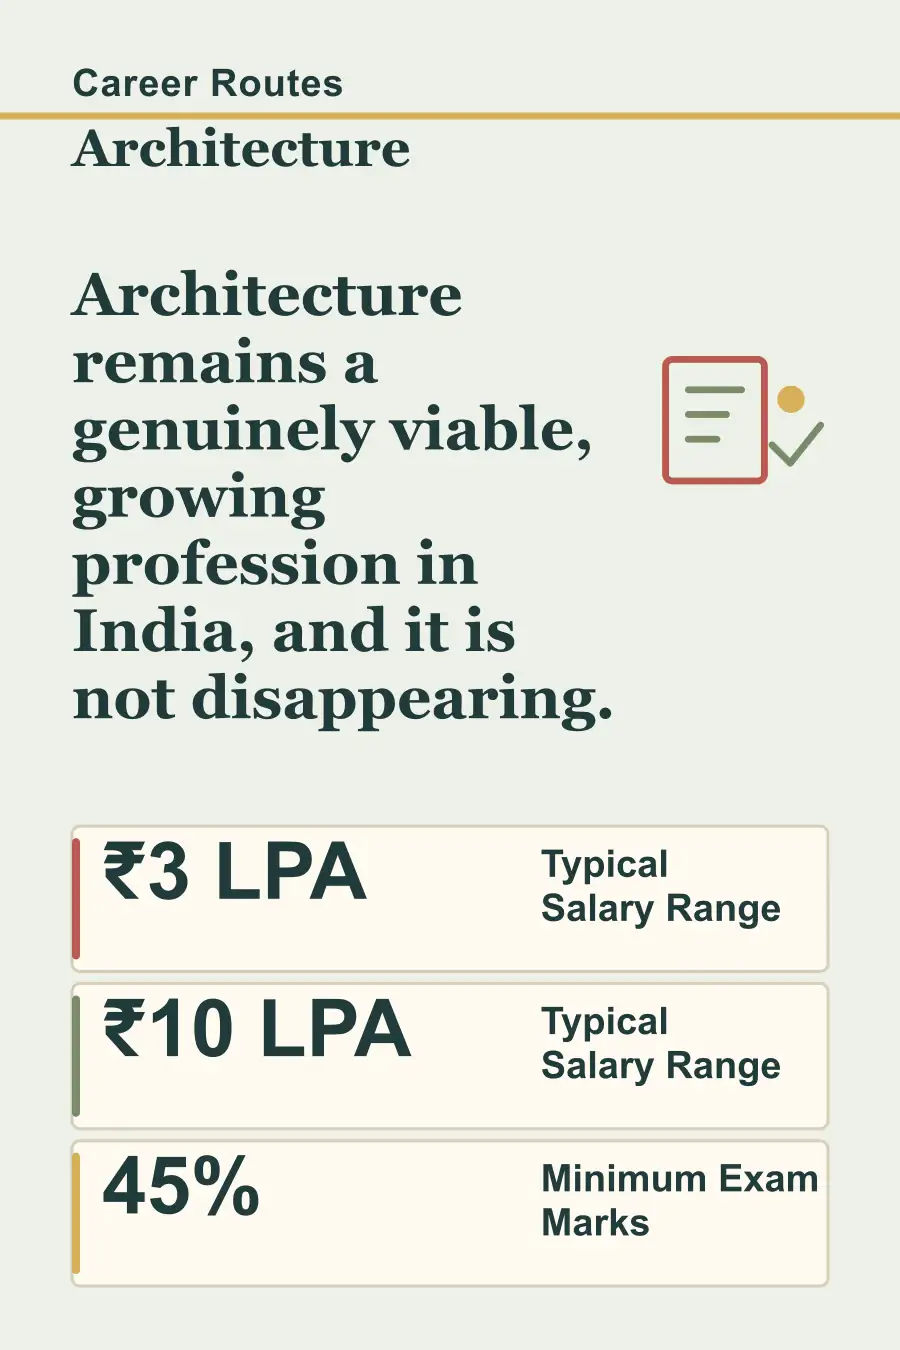 Career Routes
Architecture
Architecture
remains a
genuinely viable,
growing
profession in
India, and it is
not disappearing.
₹3 LPA
Typical
Salary Range
₹10 LPA
Typical
Salary Range
45%
Minimum Exam
Marks